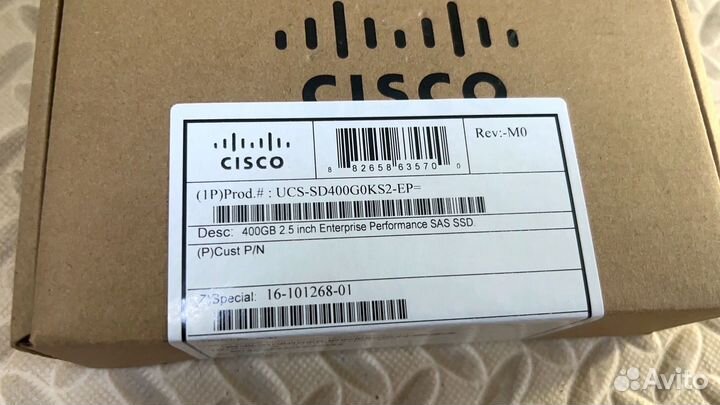 CISCO
CISCO
8 82658 63570 0
Rev:-M0
(1P)Prod.# : UCS-SD400G0KS2-EP=
Desc: 400GB 2.5 inch Enterprise Performance SAS SSD
(P)Cust P/N
Z)Special: 16-101268-01
Avito